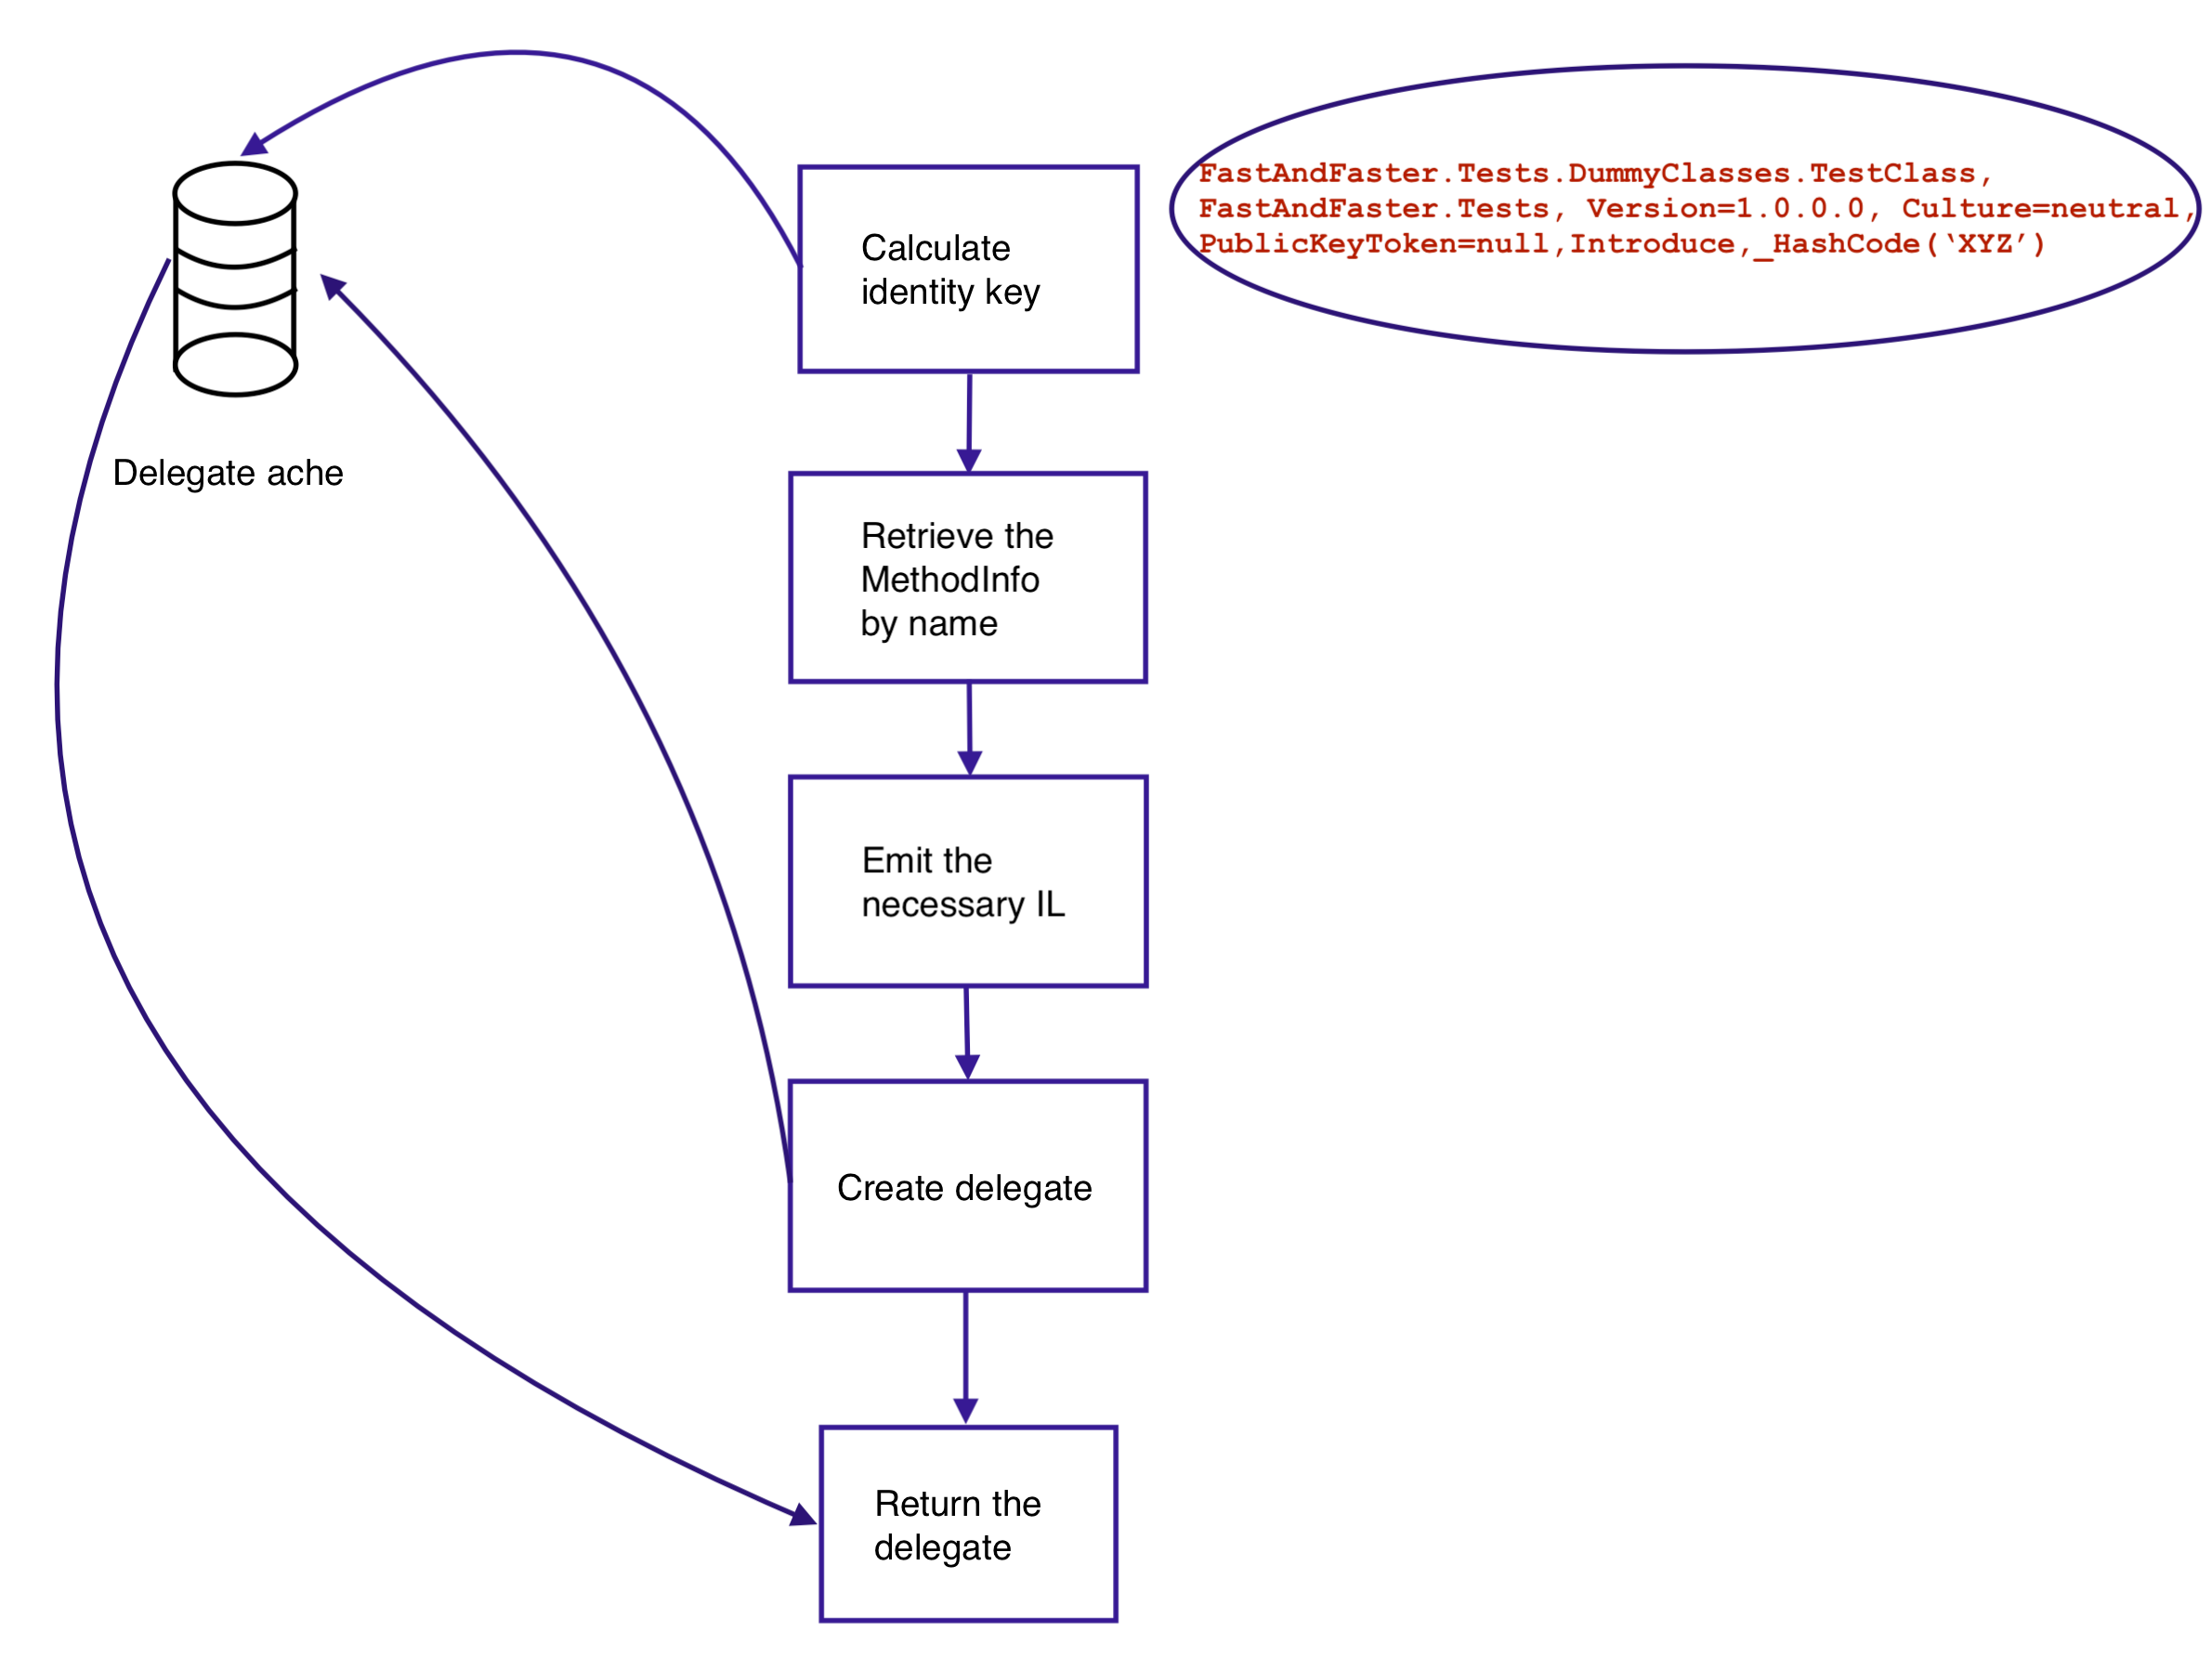 FastAndFaster.Tests.DummyClasses.TestClass,
FastAndFaster.Tests, Version=1.0.0.0, Culture=neutral,
PublicKeyToken=null,Introduce,_HashCode(‘XYZ’)
Calculate
identity key
Delegate ache
Retrieve the
MethodInfo
by name
Emit the
necessary IL
Create delegate
Return the
delegate